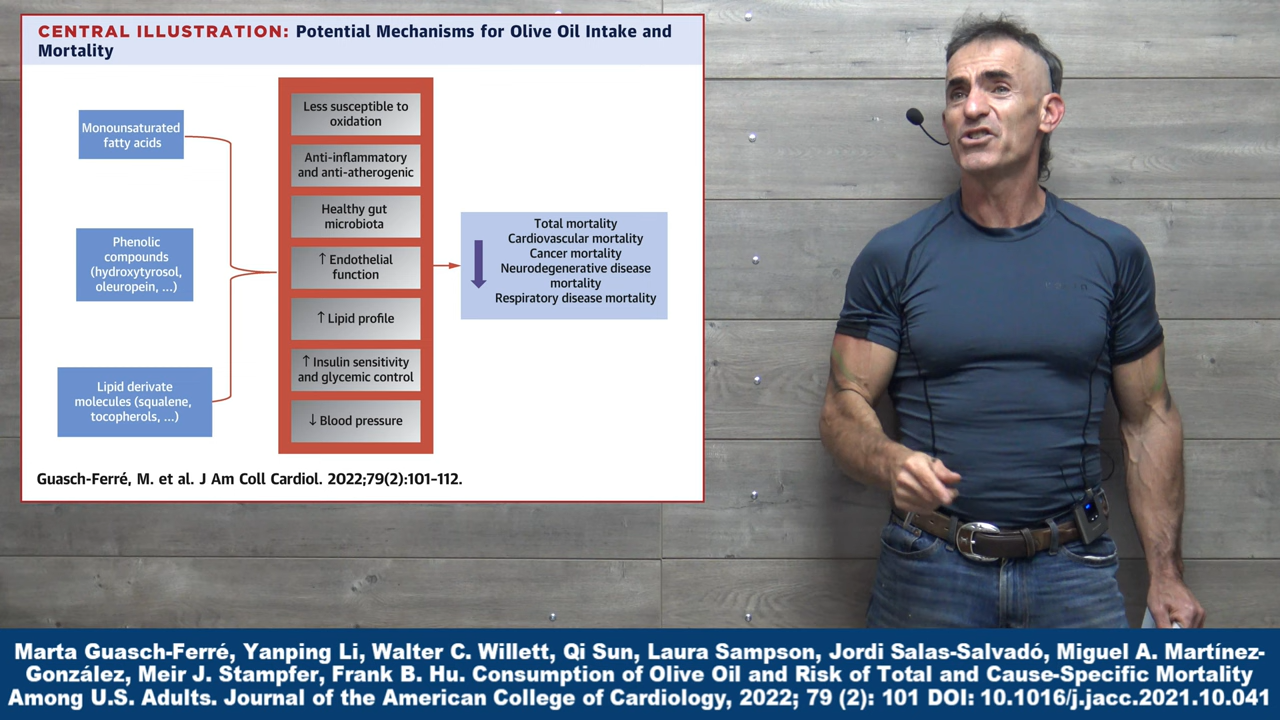 CENTRAL ILLUSTRATION: Potential Mechanisms for Olive Oil Intake and
Mortality
Monounsaturated
fatty acids
Phenolic
compounds
(hydroxytyrosol,
oleuropein, ...)
Lipid derivate
molecules (squalene,
tocopherols, ...)
Less susceptible to
oxidation
Anti-inflammatory
and anti-atherogenic
Healthy gut
microbiota
↑ Endothelial
function
↑ Lipid profile
↑ Insulin sensitivity
and glycemic control
↓ Blood pressure
Total mortality
Cardiovascular mortality
Cancer mortality
Neurodegenerative disease
mortality
Respiratory disease mortality
Guasch-Ferré, M. et al. J Am Coll Cardiol. 2022;79(2):101–112.
Marta Guasch-Ferré, Yanping Li, Walter C. Willett, Qi Sun, Laura Sampson, Jordi Salas-Salvadó, Miguel A. Martínez-
González, Meir J. Stampfer, Frank B. Hu. Consumption of Olive Oil and Risk of Total and Cause-Specific Mortality
Among U.S. Adults. Journal of the American College of Cardiology, 2022; 79 (2): 101 DOI: 10.1016/j.jacc.2021.10.041